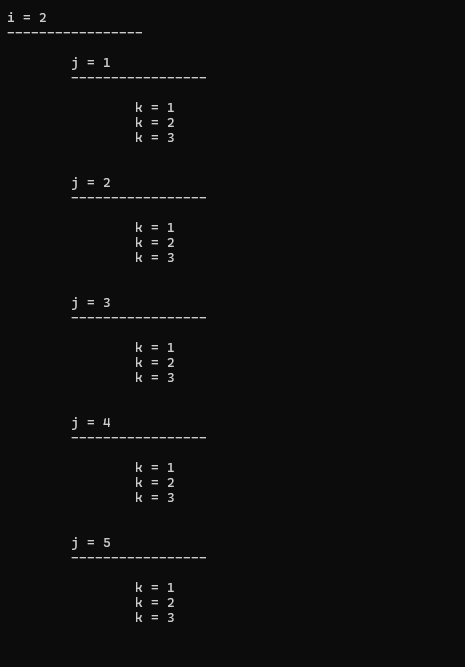 i = 2
-----------------
j = 1
-----------------
k = 1
k = 2
k = 3
j = 2
-----------------
k = 1
k = 2
k = 3
j = 3
-----------------
k = 1
k = 2
k = 3
j = 4
-----------------
k = 1
k = 2
k = 3
j = 5
-----------------
k = 1
k = 2
k = 3